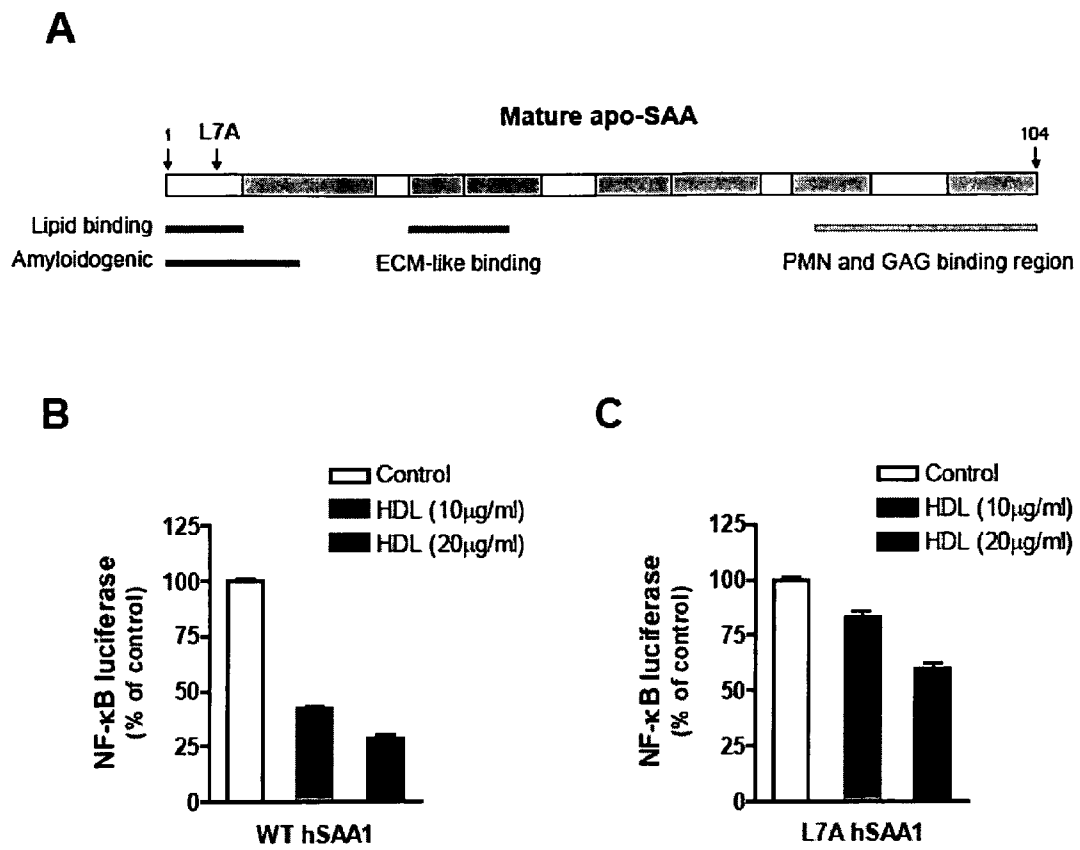 A
Mature apo-SAA
1 L7A 104
Lipid binding
Amyloidogenic
ECM-like binding
PMN and GAG binding region
B
Control
HDL (10µg/ml)
HDL (20µg/ml)
NF-κB luciferase
(% of control)
125
100
75
50
25
0
WT hSAA1
C
Control
HDL (10µg/ml)
HDL (20µg/ml)
NF-κB luciferase
(% of control)
125
100
75
50
25
0
L7A hSAA1